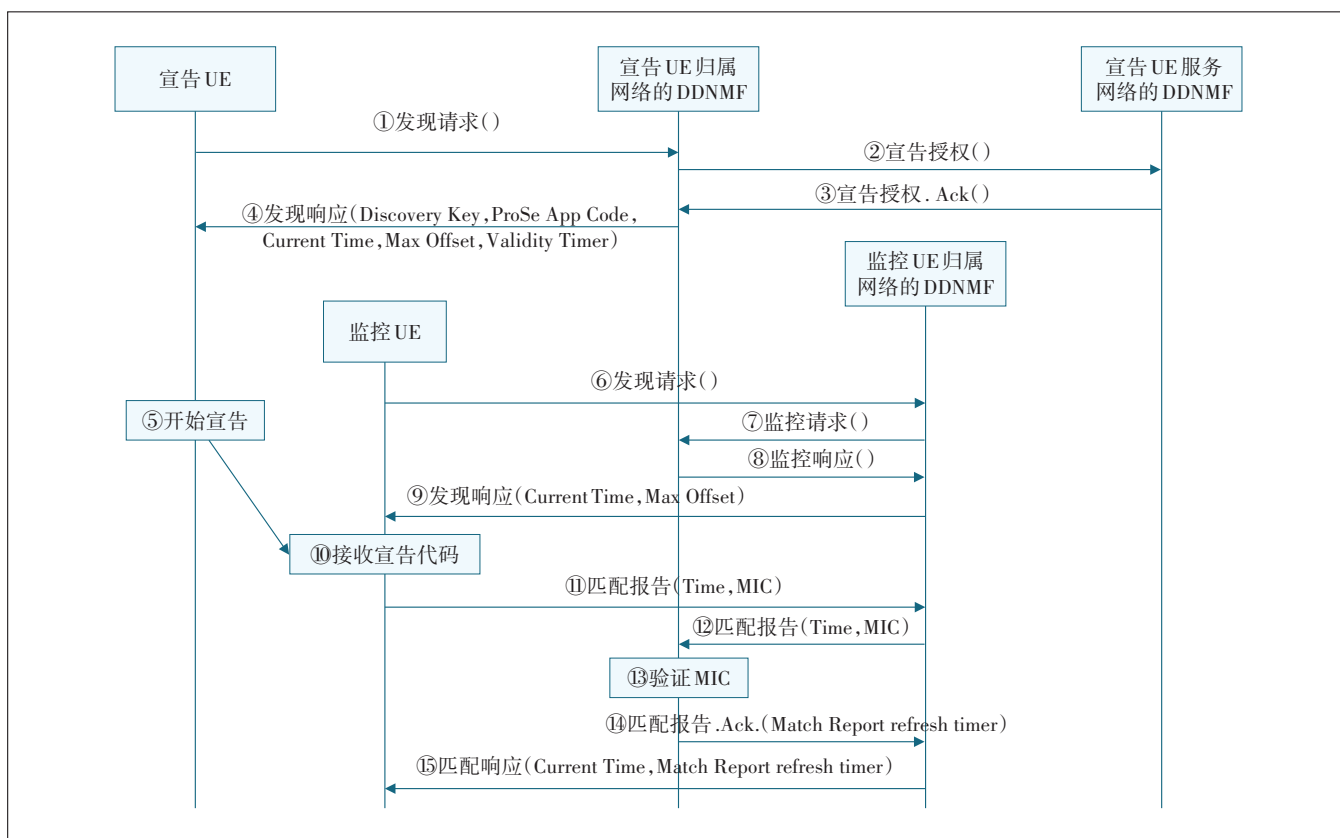 宣告UE
宣告UE归属
网络的DDNMF
宣告UE服务
网络的DDNMF
①发现请求()
②宣告授权()
③宣告授权.Ack()
④发现响应(Discovery Key,ProSe App Code,
Current Time,Max Offset,Validity Timer)
监控UE归属
网络的DDNMF
监控UE
⑥发现请求()
⑤开始宣告
⑦监控请求()
⑧监控响应()
⑨发现响应(Current Time,Max Offset)
⑩接收宣告代码
⑪匹配报告(Time,MIC)
⑫匹配报告(Time,MIC)
⑬验证MIC
⑭匹配报告.Ack.(Match Report refresh timer)
⑮匹配响应(Current Time,Match Report refresh timer)